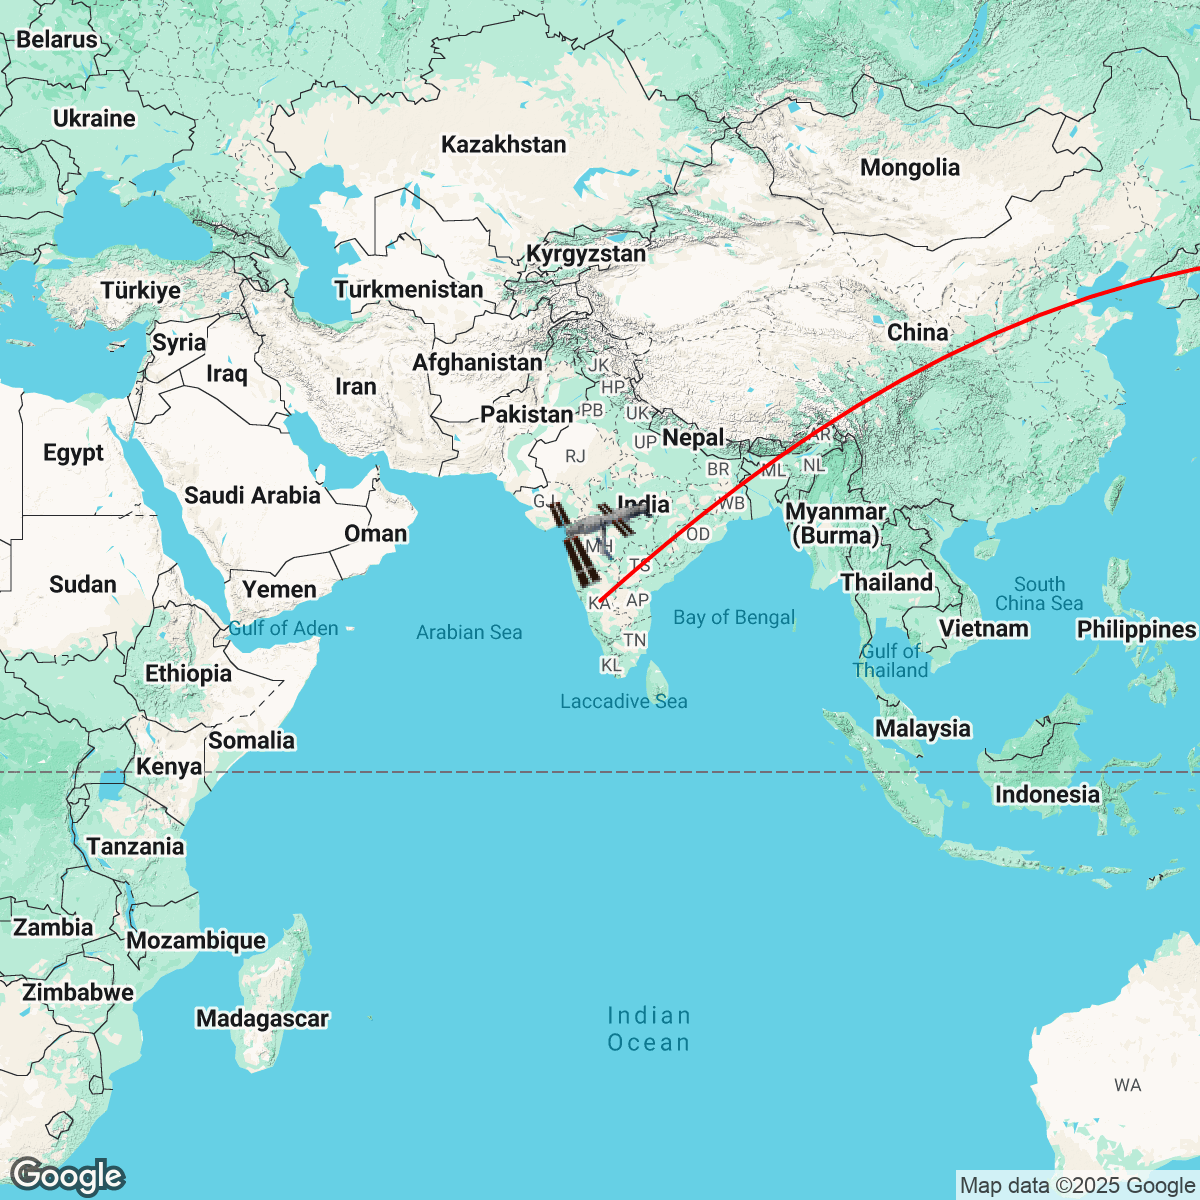 Belarus
Ukraine
Kazakhstan
Mongolia
Kyrgyzstan
Türkiye
Turkmenistan
China
Syria
Afghanistan
Iraq
JK
Iran
HP
Pakistan
PB
UK
Nepal
UP
AR
Egypt
RJ
BR
ML
NL
Saudi Arabia
India
WB
Myanmar
(Burma)
Oman
OD
MH
TS
Sudan
Yemen
Thailand
South
China Sea
KA
AP
Gulf of Aden
Arabian Sea
Bay of Bengal
Vietnam
Philippines
TN
Gulf of
Thailand
KL
Ethiopia
Laccadive Sea
Malaysia
Somalia
Kenya
Indonesia
Tanzania
Zambia
Mozambique
Zimbabwe
Madagascar
Indian
Ocean
WA
Google
Map data ©2025 Google